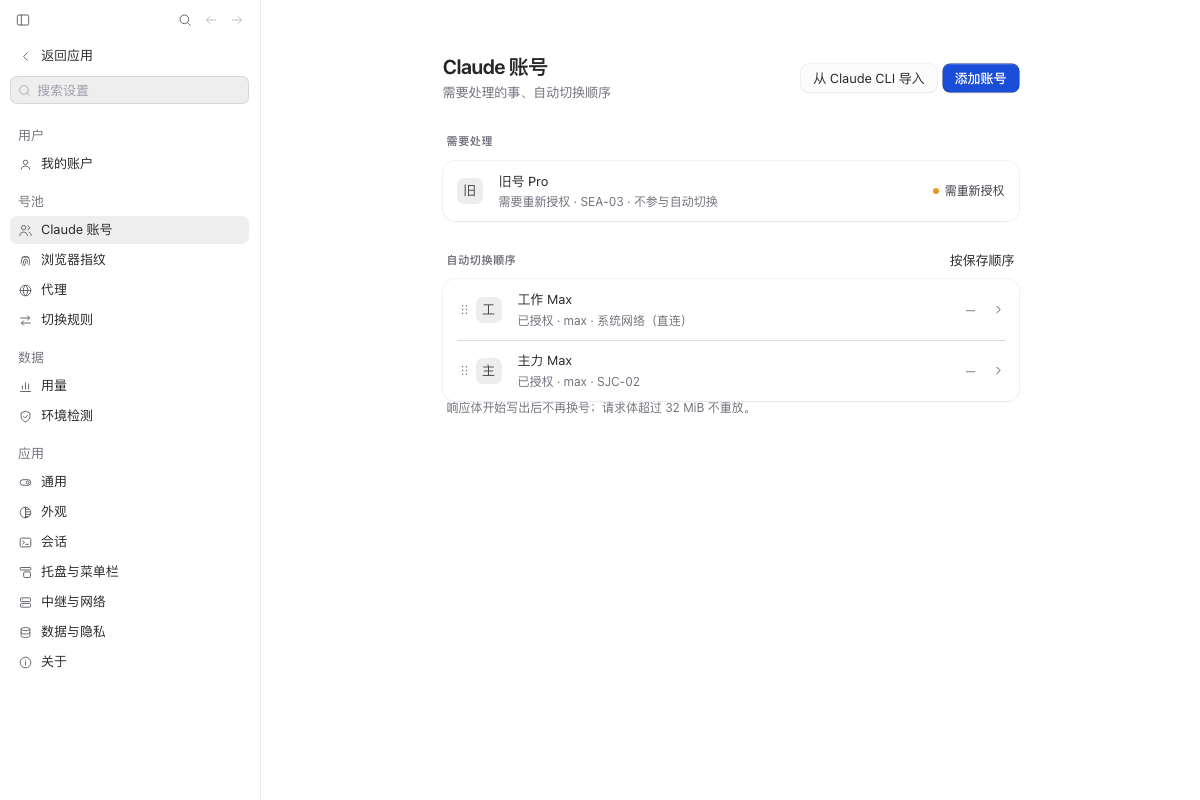 返回应用
搜索设置
用户
我的账户
号池
Claude 账号
浏览器指纹
代理
切换规则
数据
用量
环境检测
应用
通用
外观
会话
托盘与菜单栏
中继与网络
数据与隐私
关于
Claude 账号
需要处理的事、自动切换顺序
从 Claude CLI 导入
添加账号
需要处理
旧
旧号 Pro
需要重新授权 · SEA-03 · 不参与自动切换
需重新授权
自动切换顺序
按保存顺序
工
工作 Max
已授权 · max · 系统网络（直连）
—
主
主力 Max
已授权 · max · SJC-02
—
响应体开始写出后不再换号；请求体超过 32 MiB 不重放。